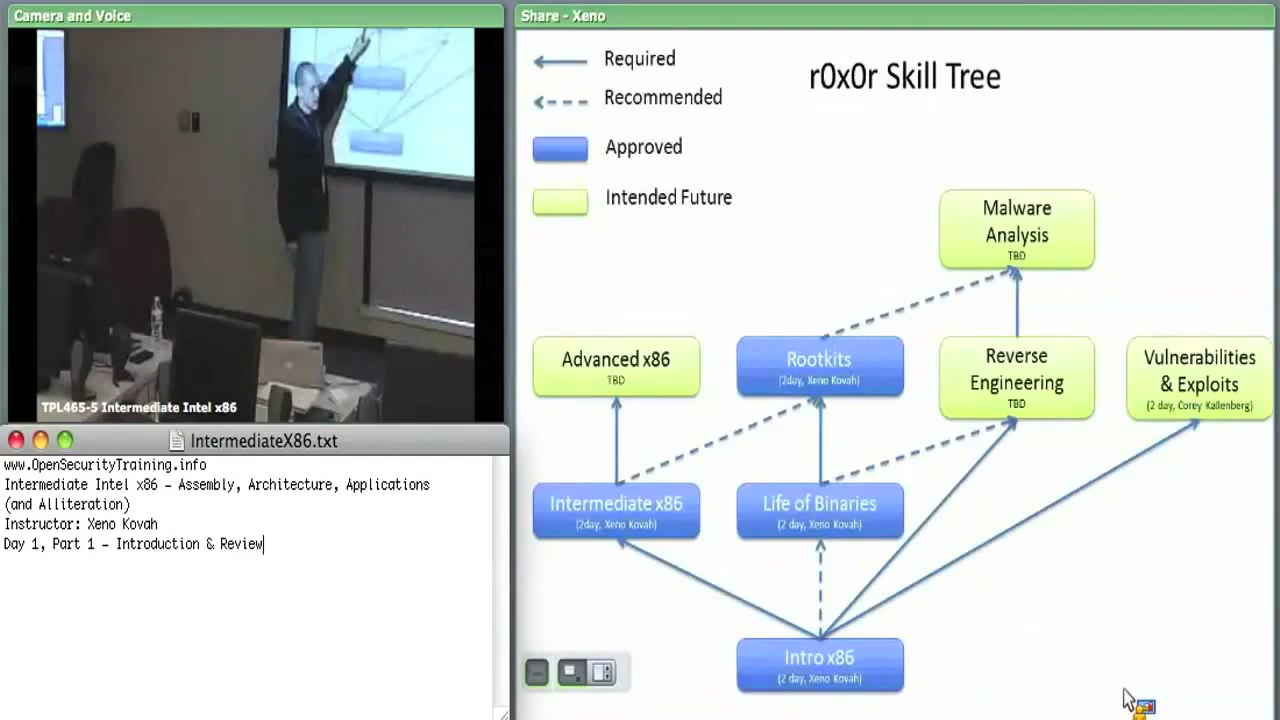 Camera and Voice
TPL465-5 Intermediate Intel x86
IntermediateX86.txt
www.OpenSecurityTraining.info
Intermediate Intel x86 – Assembly, Architecture, Applications
(and Alliteration)
Instructor: Xeno Kovah
Day 1, Part 1 – Introduction & Review
Share - Xeno
r0x0r Skill Tree
Required
Recommended
Approved
Intended Future
Malware
Analysis
TBD
Advanced x86
TBD
Rootkits
(2day, Xeno Kovah)
Reverse
Engineering
TBD
Vulnerabilities
& Exploits
(2 day, Corey Kallenberg)
Intermediate x86
(2day, Xeno Kovah)
Life of Binaries
(2 day, Xeno Kovah)
Intro x86
(2 day, Xeno Kovah)